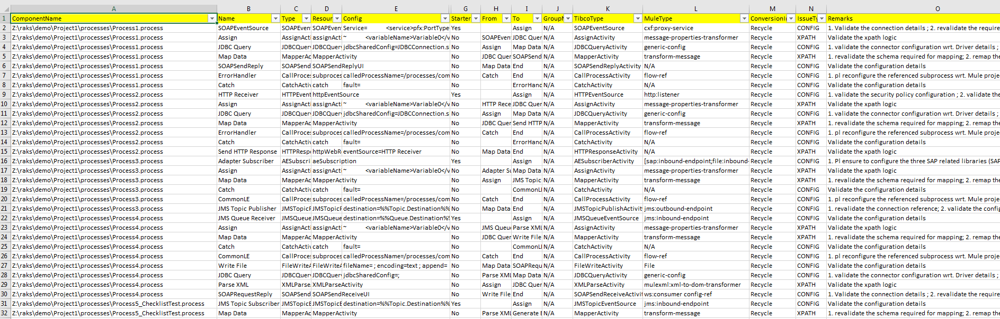 A B C D E G H I J K L M N O
1 ComponentName Name Type Resour Config Starter From To GroupN TibcoType MuleType ConversionIn IssueTy Remarks
2 Z:\raks\demo\Project1\processes\Process1.process SOAPEventSource SOAPEven SOAPEven Service= <service>pfx:PortType Yes Assign N/A SOAPEventSource cxf:proxy-service Recycle CONFIG 1. Validate the connection details ; 2. revalidate the require
3 Z:\raks\demo\Project1\processes\Process1.process Assign AssignActi assignActi ~ <variableName>Variable0</v No SOAPEven JDBC Quer N/A AssignActivity message-properties-transformer Recycle XPATH Validate the xpath logic
4 Z:\raks\demo\Project1\processes\Process1.process JDBC Query JDBCQuery JDBCQuery jdbcSharedConfig=JDBCConnection.s No Assign Map Data N/A JDBCQueryActivity generic-config Recycle CONFIG 1. validate the connector configuration wrt. Driver details ;
5 Z:\raks\demo\Project1\processes\Process1.process Map Data MapperAc MapperActivity No JDBC Quer SOAPSend N/A MapperActivity transform-message Recycle XPATH 1. revalidate the schema required for mapping; 2. remap the
6 Z:\raks\demo\Project1\processes\Process1.process SOAPSendReply SOAPSend SOAPSendReplyUI No Map Data End N/A SOAPSendReplyActivity N/A Recycle CONFIG Validate the configuration details
7 Z:\raks\demo\Project1\processes\Process1.process ErrorHandler CallProces subproces calledProcessName=/processes/com No Catch End N/A CallProcessActivity flow-ref Recycle CONFIG 1. pl reconfigure the referenced subprocess wrt. Mule proje
8 Z:\raks\demo\Project1\processes\Process1.process Catch CatchActiv catch fault= No ErrorHand N/A CatchActivity N/A Recycle CONFIG Validate the configuration details
9 Z:\raks\demo\Project1\processes\Process2.process HTTP Receiver HTTPEvent httpEventSource Yes Assign N/A HTTPEventSource http:listener Recycle CONFIG 1. validate the security policy configuration ; 2. validate the
10 Z:\raks\demo\Project1\processes\Process2.process Assign AssignActi assignActi ~ <variableName>Variable0</v No HTTP Rece JDBC Quer N/A AssignActivity message-properties-transformer Recycle XPATH Validate the xpath logic
11 Z:\raks\demo\Project1\processes\Process2.process JDBC Query JDBCQuery JDBCQuery jdbcSharedConfig=JDBCConnection.s No Assign Map Data N/A JDBCQueryActivity generic-config Recycle CONFIG 1. validate the connector configuration wrt. Driver details ;
12 Z:\raks\demo\Project1\processes\Process2.process Map Data MapperAc MapperActivity No JDBC Quer Send HTTP N/A MapperActivity transform-message Recycle XPATH 1. revalidate the schema required for mapping; 2. remap the
13 Z:\raks\demo\Project1\processes\Process2.process ErrorHandler CallProces subproces calledProcessName=/processes/com No Catch End N/A CallProcessActivity flow-ref Recycle CONFIG 1. pl reconfigure the referenced subprocess wrt. Mule proje
14 Z:\raks\demo\Project1\processes\Process2.process Catch CatchActiv catch fault= No ErrorHand N/A CatchActivity N/A Recycle CONFIG Validate the configuration details
15 Z:\raks\demo\Project1\processes\Process2.process Send HTTP Response HTTPRespo httpWebRe eventSource=HTTP Receiver No Map Data End N/A HTTPResponseActivity N/A Recycle XPATH Validate the xpath logic
16 Z:\raks\demo\Project1\processes\Process3.process Adapter Subscriber AESubscri aeSubscription Yes Assign N/A AESubscriberActivity [sap:inbound-endpoint;file:inbound- Recycle CONFIG 1. Pl ensure to configure the three SAP related libraries (SAP
17 Z:\raks\demo\Project1\processes\Process3.process Assign AssignActi assignActi ~ <variableName>Variable0</v No Adapter Su Map Data N/A AssignActivity message-properties-transformer Recycle XPATH Validate the xpath logic
18 Z:\raks\demo\Project1\processes\Process3.process Map Data MapperAc MapperActivity No Assign JMS Topic N/A MapperActivity transform-message Recycle XPATH 1. revalidate the schema required for mapping; 2. remap the
19 Z:\raks\demo\Project1\processes\Process3.process Catch CatchActiv catch fault= No CommonLE N/A CatchActivity N/A Recycle CONFIG Validate the configuration details
20 Z:\raks\demo\Project1\processes\Process3.process CommonLE CallProces subproces calledProcessName=/processes/com No Catch End N/A CallProcessActivity flow-ref Recycle CONFIG 1. pl reconfigure the referenced subprocess wrt. Mule proje
21 Z:\raks\demo\Project1\processes\Process3.process JMS Topic Publisher JMSTopicP JMSTopicP destination=%%Topic.Destination%% No Map Data End N/A JMSTopicPublishActivit jms:outbound-endpoint Recycle CONFIG 1. revalidate the connection reference; 2. validate the config
22 Z:\raks\demo\Project1\processes\Process4.process JMS Queue Receiver JMSQueue JMSQueue destination=%%Queue.Destination%% Yes Assign N/A JMSQueueEventSource jms:inbound-endpoint Recycle CONFIG Validate the configuration details
23 Z:\raks\demo\Project1\processes\Process4.process Assign AssignActi assignActi ~ <variableName>Variable0</v No JMS Queu Parse XML N/A AssignActivity message-properties-transformer Recycle XPATH Validate the xpath logic
24 Z:\raks\demo\Project1\processes\Process4.process Map Data MapperAc MapperActivity No JDBC Quer Write File N/A MapperActivity transform-message Recycle XPATH 1. revalidate the schema required for mapping; 2. remap the
25 Z:\raks\demo\Project1\processes\Process4.process Catch CatchActiv catch fault= No CommonLE N/A CatchActivity N/A Recycle CONFIG Validate the configuration details
26 Z:\raks\demo\Project1\processes\Process4.process CommonLE CallProces subproces calledProcessName=/processes/com No Catch End N/A CallProcessActivity flow-ref Recycle CONFIG 1. pl reconfigure the referenced subprocess wrt. Mule proje
27 Z:\raks\demo\Project1\processes\Process4.process Write File FileWriteA FileWriteA fileName= ; encoding=text ; append= No Map Data SOAPRequ N/A FileWriteActivity File Recycle CONFIG Validate the configuration details
28 Z:\raks\demo\Project1\processes\Process4.process JDBC Query JDBCQuery JDBCQuery jdbcSharedConfig=; No Parse XML Map Data N/A JDBCQueryActivity generic-config Recycle CONFIG 1. validate the connector configuration wrt. Driver details ;
29 Z:\raks\demo\Project1\processes\Process4.process Parse XML XMLParseA XMLParseActivity No Assign JDBC Quer N/A XMLParseActivity mulexml:xml-to-dom-transformer Recycle XPATH Validate the xpath logic
30 Z:\raks\demo\Project1\processes\Process4.process SOAPRequestReply SOAPSend SOAPSendReceiveUI No Write File End N/A SOAPSendReceiveActivit ws:consumer config-ref Recycle CONFIG 1. Validate the connection details ; 2. revalidate the require
31 Z:\raks\demo\Project1\processes\Process5_ChecklistTest.process JMS Topic Subscriber JMSTopicE JMSTopicE destination=%%Topic.Destination%% Yes Assign N/A JMSTopicEventSource jms:inbound-endpoint Recycle CONFIG Validate the configuration details
32 Z:\raks\demo\Project1\processes\Process5_ChecklistTest.process Map Data MapperAc MapperActivity No Parse XML Generate E N/A MapperActivity transform-message Recycle XPATH 1. revalidate the schema required for mapping; 2. remap the